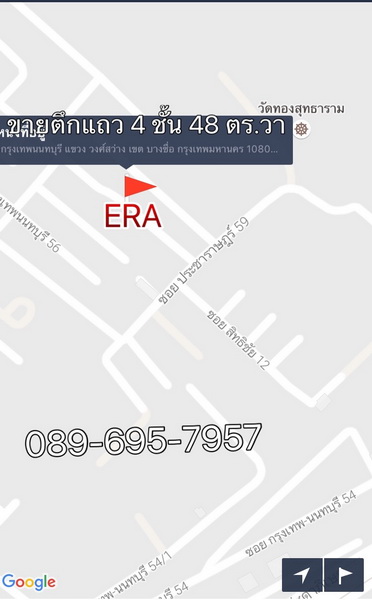 วัดทองสุทธาราม
ขายตึกแถว 4 ชั้น 48 ตร.วา
กรุงเทพนนทบุรี แขวง วงศ์สว่าง เขต บางซื่อ กรุงเทพมหานคร 1080...
ERA
ซอย ประชาราษฎร์ 59
เทพนนทบุรี 56
ซอย สิทธิชัย 12
089-695-7957
ซอย กรุงเทพ-นนทบุรี 54
พ-นนทบุรี 54/1
รี 54
Google